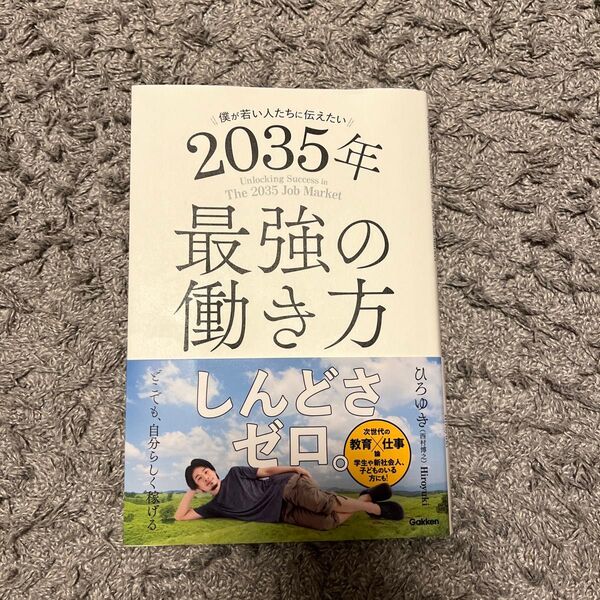 僕が若い人たちに伝えたい
2035年
Unlocking Success in
The 2035 Job Market
最強の
働き方
ひろゆき(西村博之) Hiroyuki
しんどさ
ゼロ。
次世代の
教育×仕事
論
学生や新社会人、
子どものいる
方にも!
どこでも、自分らしく稼げる
Gakken